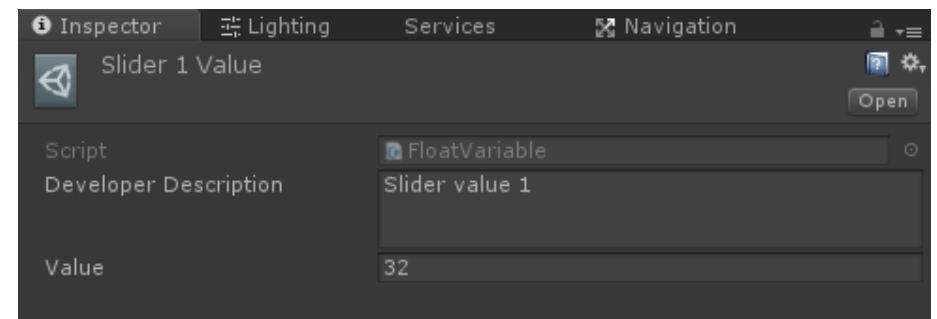 Inspector Lighting Services Navigation
Slider 1 Value
Open
Script FloatVariable
Developer Description Slider value 1
Value 32